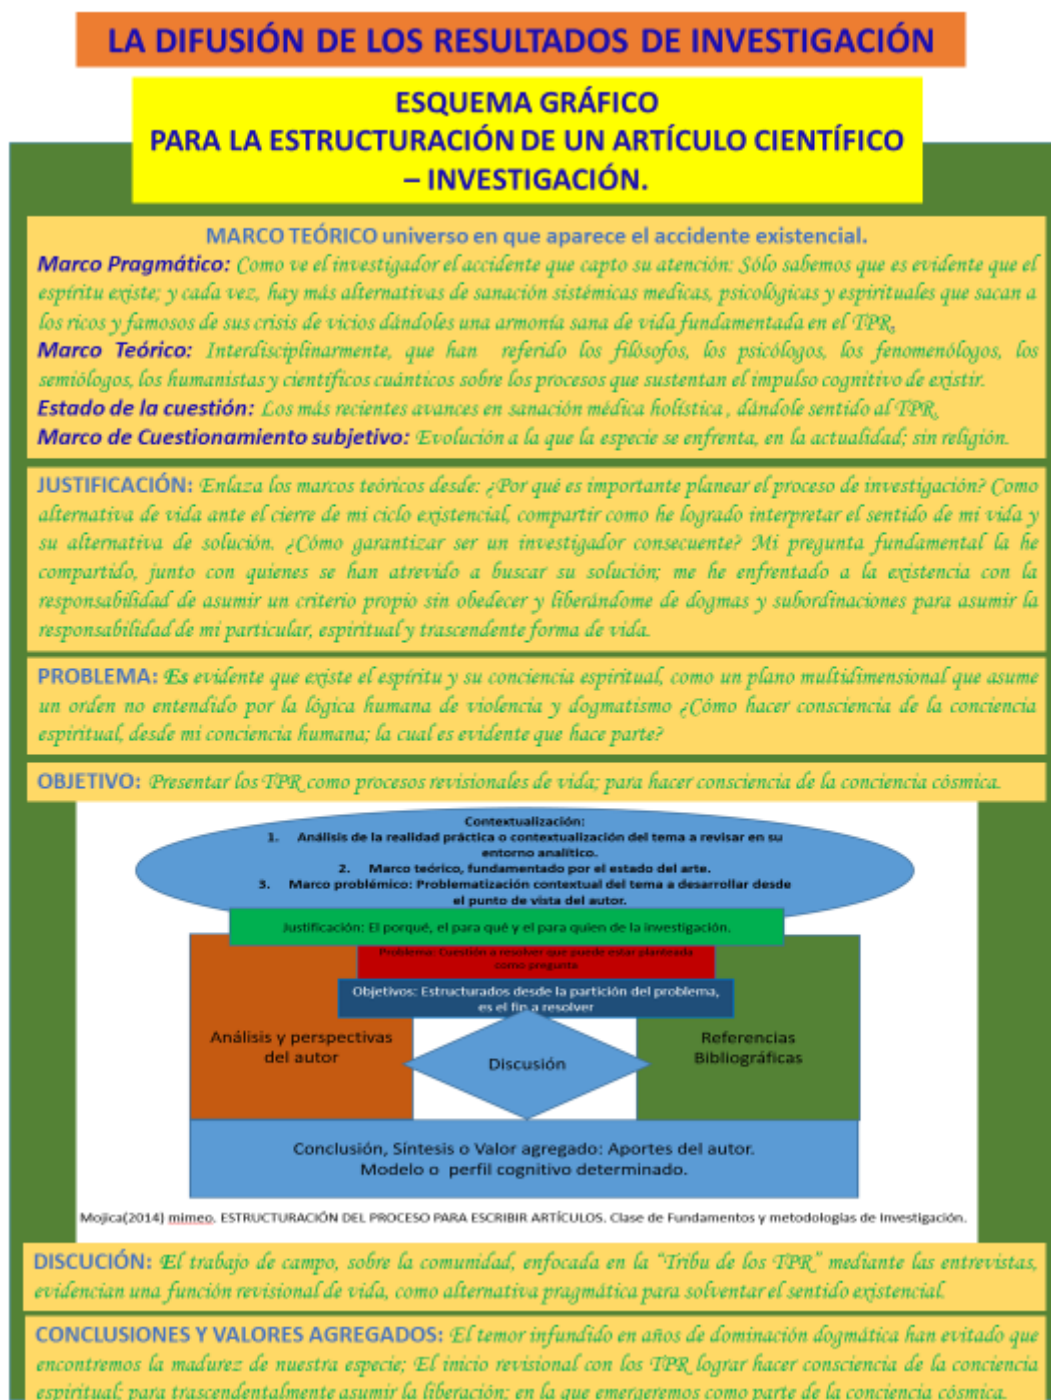 LA DIFUSIÓN DE LOS RESULTADOS DE INVESTIGACIÓN
ESQUEMA GRÁFICO
PARA LA ESTRUCTURACIÓN DE UN ARTÍCULO CIENTÍFICO
– INVESTIGACIÓN.
MARCO TEÓRICO universo en que aparece el accidente existencial.
Marco Pragmático: Como ve el investigador el accidente que capto su atención: Sólo sabemos que es evidente que el
espíritu existe; y cada vez, hay más alternativas de sanación sistémicas medicas, psicológicas y espirituales que sacan a
los ricos y famosos de sus crisis de vicios dándoles una armonía sana de vida fundamentada en el TPR.
Marco Teórico: Interdisciplinarmente, que han referido los filósofos, los psicólogos, los fenomenólogos, los
semiólogos, los humanistas y científicos cuánticos sobre los procesos que sustentan el impulso cognitivo de existir.
Estado de la cuestión: Los más recientes avances en sanación médica holística , dándole sentido al TPR.
Marco de Cuestionamiento subjetivo: Evolución a la que la especie se enfrenta, en la actualidad; sin religión.
JUSTIFICACIÓN: Enlaza los marcos teóricos desde: ¿Por qué es importante planear el proceso de investigación? Como
alternativa de vida ante el cierre de mi ciclo existencial, compartir como he logrado interpretar el sentido de mi vida y
su alternativa de solución. ¿Cómo garantizar ser un investigador consecuente? Mi pregunta fundamental la he
compartido, junto con quienes se han atrevido a buscar su solución; me he enfrentado a la existencia con la
responsabilidad de asumir un criterio propio sin obedecer y liberándome de dogmas y subordinaciones para asumir la
responsabilidad de mi particular, espiritual y trascendente forma de vida.
PROBLEMA: Es evidente que existe el espíritu y su conciencia espiritual, como un plano multidimensional que asume
un orden no entendido por la lógica humana de violencia y dogmatismo ¿Cómo hacer consciencia de la conciencia
espiritual, desde mi conciencia humana; la cual es evidente que hace parte?
OBJETIVO: Presentar los TPR como procesos revisionales de vida; para hacer consciencia de la conciencia cósmica.
Contextualización:
1. Análisis de la realidad práctica o contextualización del tema a revisar en su
entorno analítico.
2. Marco teórico, fundamentado por el estado del arte.
3. Marco problémico: Problematización contextual del tema a desarrollar desde
el punto de vista del autor.
Justificación: El porqué, el para qué y el para quien de la investigación.
Problema: Cuestión a resolver que puede estar planteada
como pregunta
Objetivos: Estructurados desde la partición del problema,
es el fin a resolver
Análisis y perspectivas
del autor
Discusión
Referencias
Bibliográficas
Conclusión, Síntesis o Valor agregado: Aportes del autor.
Modelo o perfil cognitivo determinado.
Mojica(2014) mimeo. ESTRUCTURACIÓN DEL PROCESO PARA ESCRIBIR ARTÍCULOS. Clase de Fundamentos y metodologías de Investigación.
DISCUCIÓN: El trabajo de campo, sobre la comunidad, enfocada en la "Tribu de los TPR" mediante las entrevistas,
evidencian una función revisional de vida, como alternativa pragmática para solventar el sentido existencial.
CONCLUSIONES Y VALORES AGREGADOS: El temor infundido en años de dominación dogmática han evitado que
encontremos la madurez de nuestra especie; El inicio revisional con los TPR lograr hacer consciencia de la conciencia
espiritual; para trascendentalmente asumir la liberación; en la que emergeremos como parte de la conciencia cósmica.